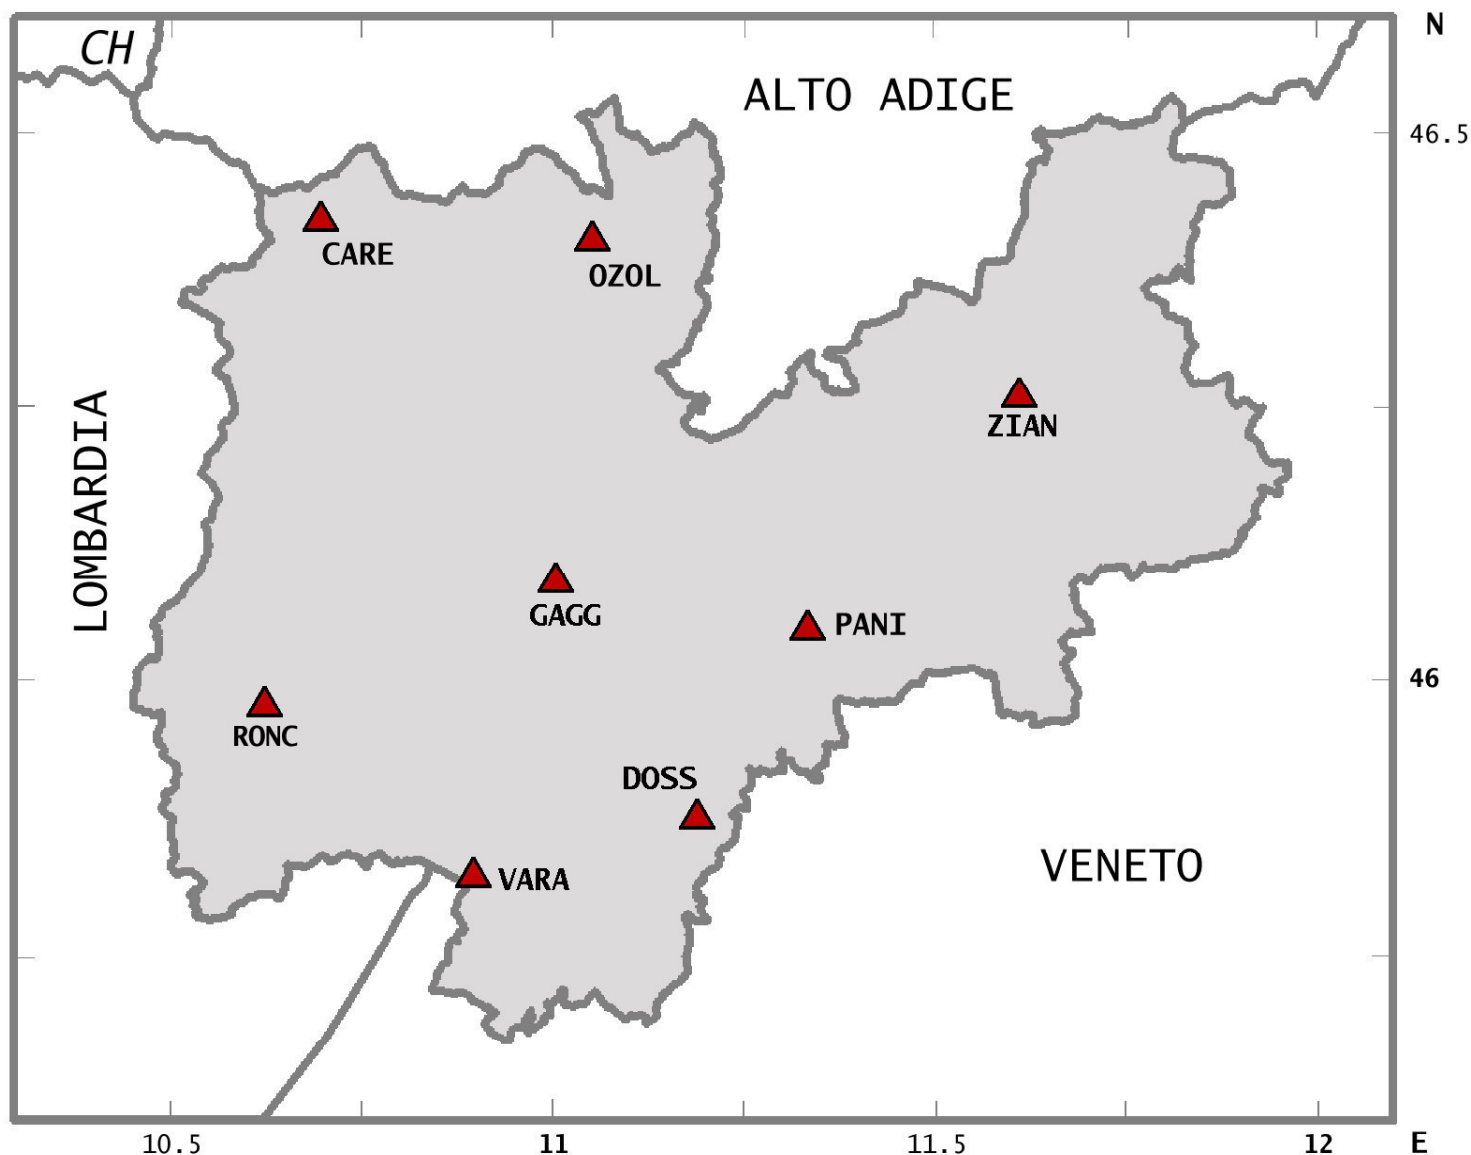 N
CH
ALTO ADIGE
46.5
CARE
OZOL
LOMBARDIA
ZIAN
GAGG
PANI
46
RONC
DOSS
VENETO
VARA
10.5
11
11.5
12
E